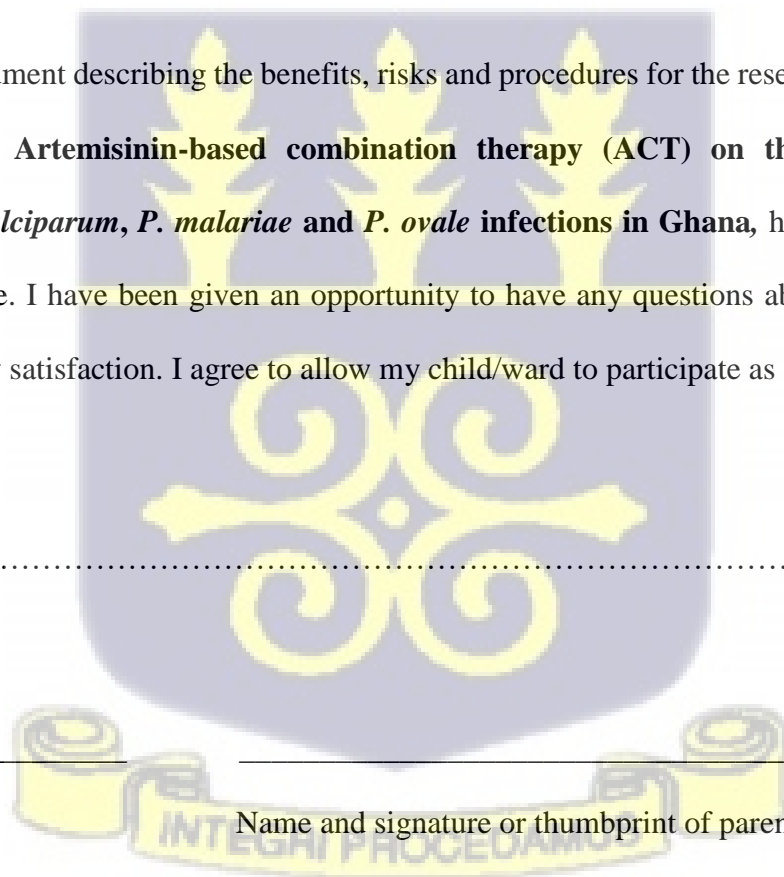 ument describing the benefits, risks and procedures for the rese
Artemisinin-based combination therapy (ACT) on th
lciparum, P. malariae and P. ovale infections in Ghana, h
e. I have been given an opportunity to have any questions ab
y satisfaction. I agree to allow my child/ward to participate as
Name and signature or thumbprint of paren
INTEGRI PROCEDAMUS